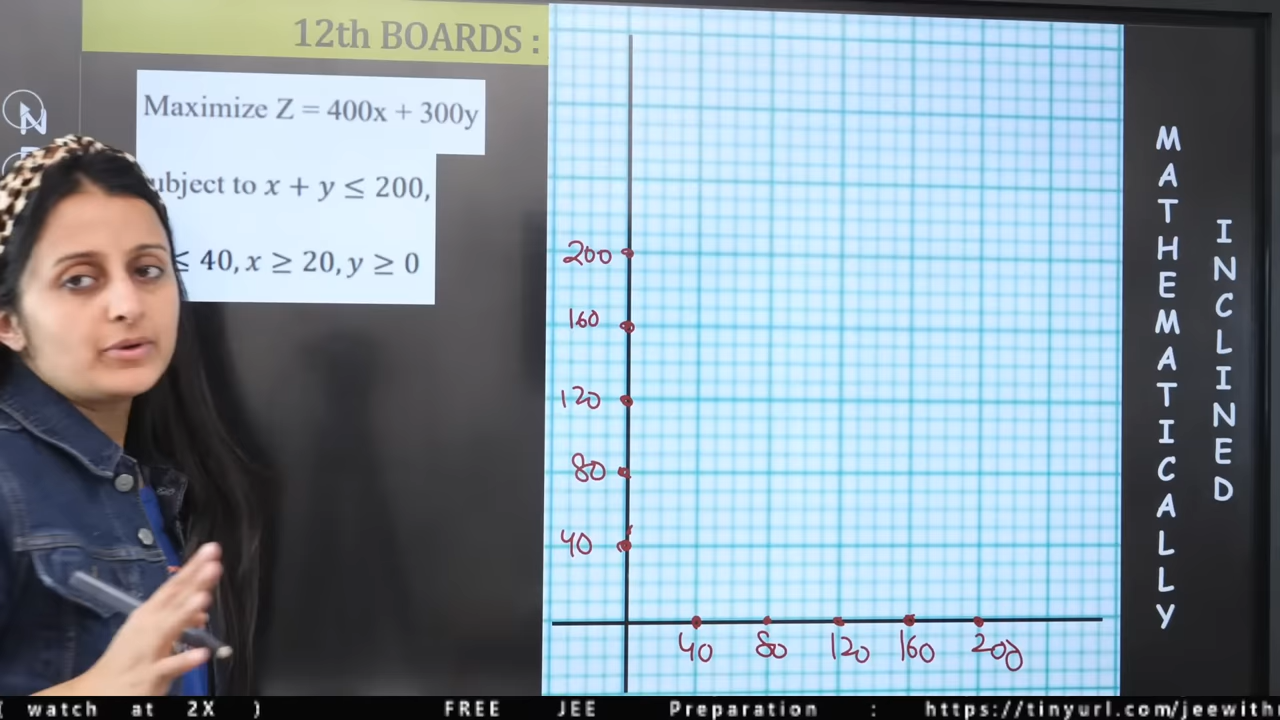 12th BOARDS :
N
Maximize Z = 400x + 300y
ubject to x + y ≤ 200,
≤ 40, x ≥ 20, y ≥ 0
200
160
120
80
40
40 80 120 160 200
MATHEMATICALLY
INCLINED
( watch at 2X ) FREE JEE Preparation : https://tinyurl.com/jeewith